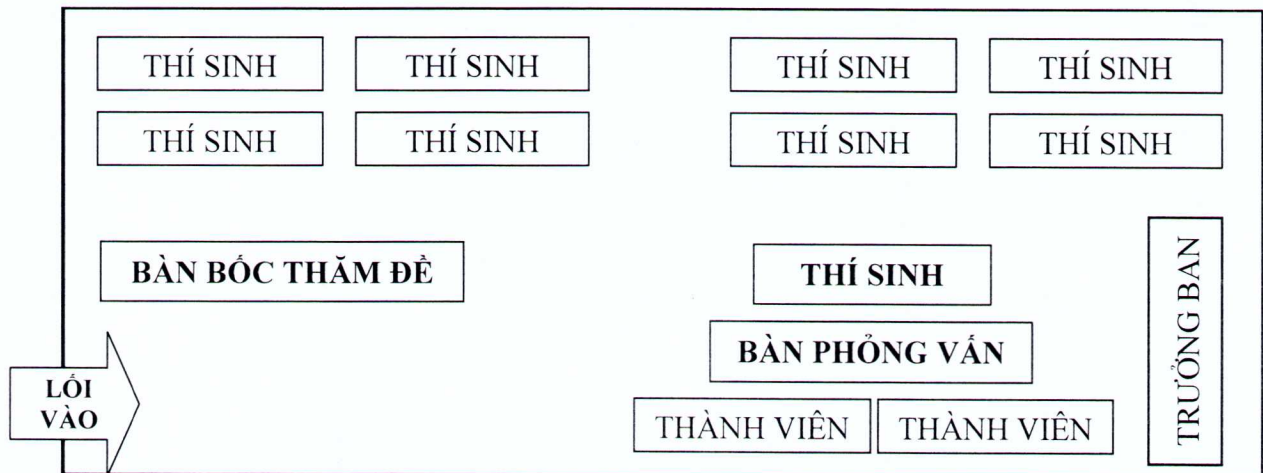 THÍ SINH THÍ SINH THÍ SINH THÍ SINH
THÍ SINH THÍ SINH THÍ SINH THÍ SINH
BÀN BỐC THĂM ĐỀ
THÍ SINH
BÀN PHỎNG VẤN
THÀNH VIÊN THÀNH VIÊN
TRƯỞNG BAN
LỐI
VÀO